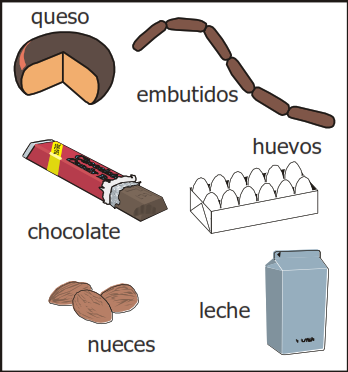 queso
embutidos
huevos
chocolate
leche
nueces